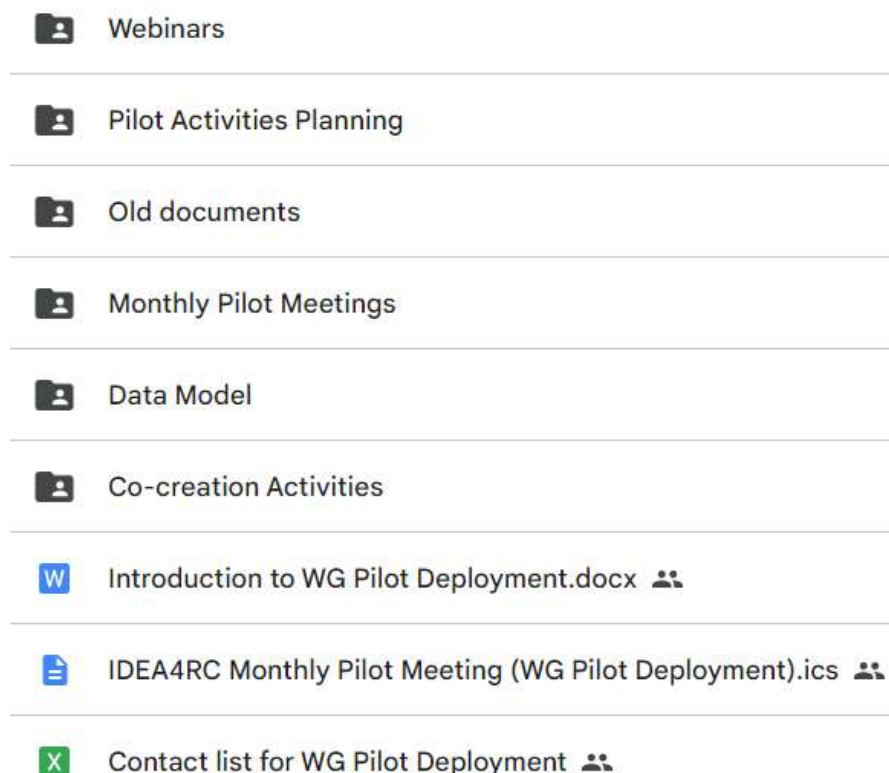 Webinars
Pilot Activities Planning
Old documents
Monthly Pilot Meetings
Data Model
Co-creation Activities
W Introduction to WG Pilot Deployment.docx
IDEA4RC Monthly Pilot Meeting (WG Pilot Deployment).ics
X Contact list for WG Pilot Deployment